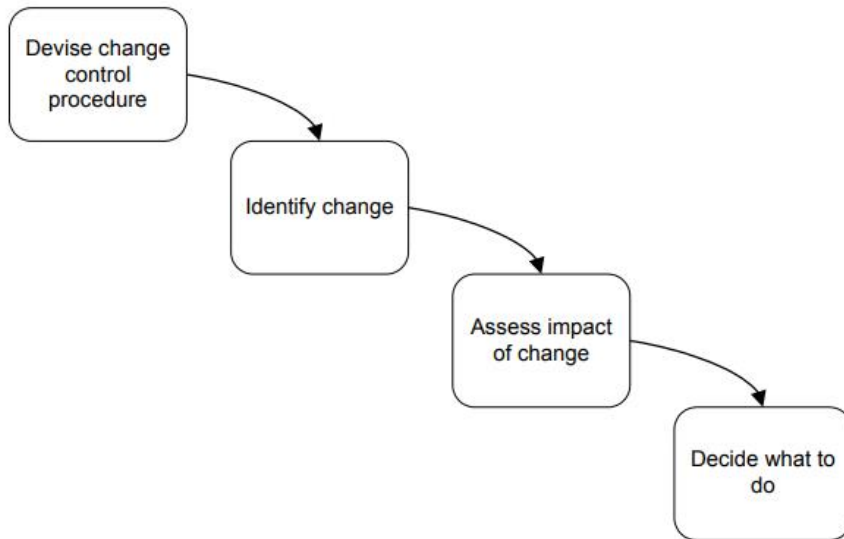 Devise change
control
procedure
Identify change
Assess impact
of change
Decide what to
do